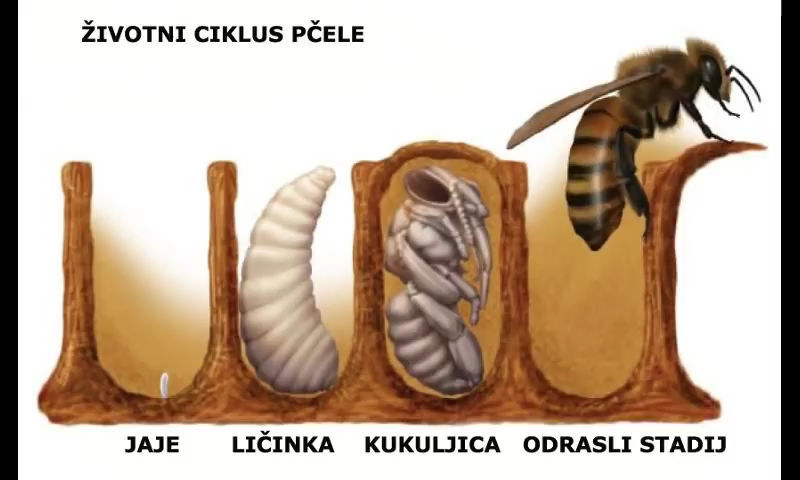 ŽIVOTNI CIKLUS PČELE
JAJE LIČINKA KUKULJICA ODRASLI STADIJ